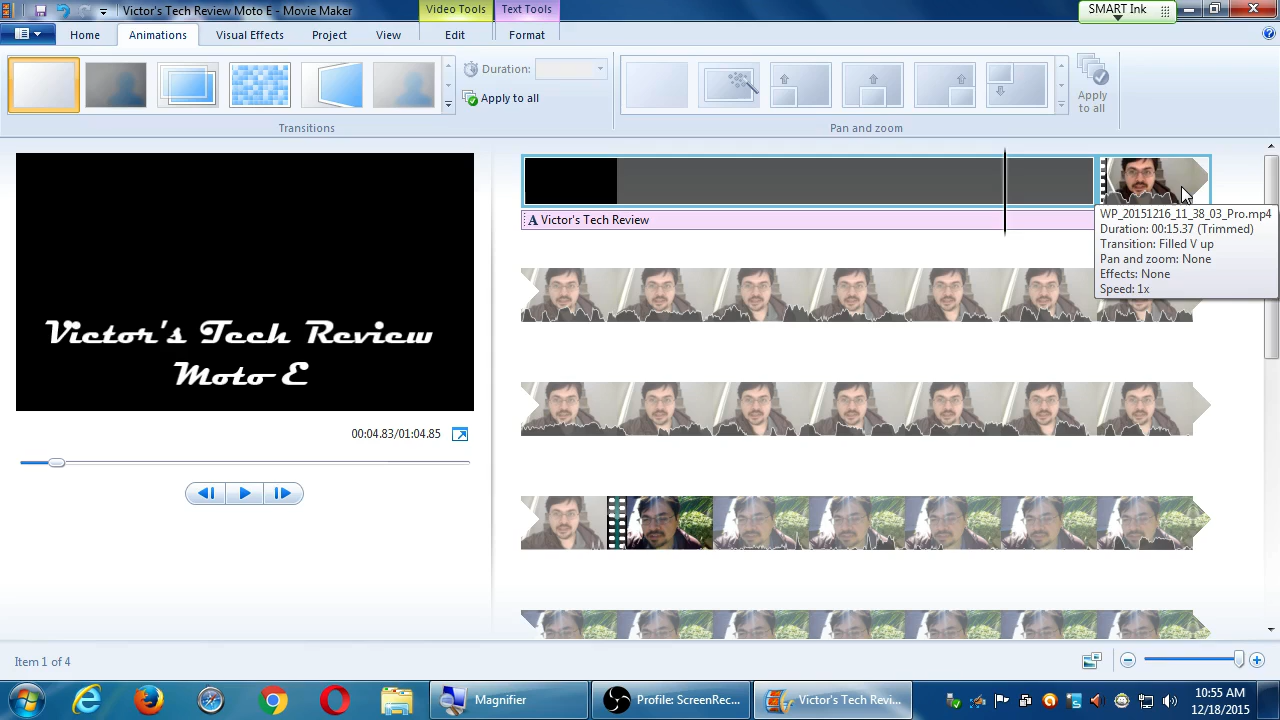 Victor's Tech Review Moto E - Movie Maker
Video Tools
Text Tools
SMART Ink
Home
Animations
Visual Effects
Project
View
Edit
Format
Duration:
Apply to all
Transitions
Pan and zoom
Apply
to all
Victor's Tech Review
Moto E
00:04.83/01:04.85
A Victor's Tech Review
WP_20151216_11_38_03_Pro.mp4
Duration: 00:15.37 (Trimmed)
Transition: Filled V up
Pan and zoom: None
Effects: None
Speed: 1x
Item 1 of 4
Magnifier
Profile: ScreenRec...
Victor's Tech Revi...
10:55 AM
12/18/2015